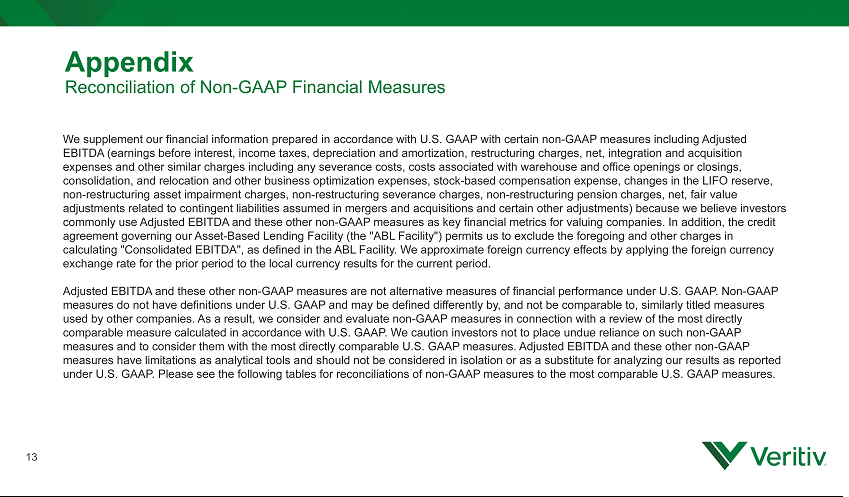 Appendix
Reconciliation of Non-GAAP Financial Measures
We supplement our financial information prepared in accordance with U.S. GAAP with certain non-GAAP measures including Adjusted
EBITDA (earnings before interest, income taxes, depreciation and amortization, restructuring charges, net, integration and acquisition
expenses and other similar charges including any severance costs, costs associated with warehouse and office openings or closings,
consolidation, and relocation and other business optimization expenses, stock-based compensation expense, changes in the LIFO reserve,
non-restructuring asset impairment charges, non-restructuring severance charges, non-restructuring pension charges, net, fair value
adjustments related to contingent liabilities assumed in mergers and acquisitions and certain other adjustments) because we believe investors
commonly use Adjusted EBITDA and these other non-GAAP measures as key financial metrics for valuing companies. In addition, the credit
agreement governing our Asset-Based Lending Facility (the "ABL Facility") permits us to exclude the foregoing and other charges in
calculating "Consolidated EBITDA", as defined in the ABL Facility. We approximate foreign currency effects by applying the foreign currency
exchange rate for the prior period to the local currency results for the current period.
Adjusted EBITDA and these other non-GAAP measures are not alternative measures of financial performance under U.S. GAAP. Non-GAAP
measures do not have definitions under U.S. GAAP and may be defined differently by, and not be comparable to, similarly titled measures
used by other companies. As a result, we consider and evaluate non-GAAP measures in connection with a review of the most directly
comparable measure calculated in accordance with U.S. GAAP. We caution investors not to place undue reliance on such non-GAAP
measures and to consider them with the most directly comparable U.S. GAAP measures. Adjusted EBITDA and these other non-GAAP
measures have limitations as analytical tools and should not be considered in isolation or as a substitute for analyzing our results as reported
under U.S. GAAP. Please see the following tables for reconciliations of non-GAAP measures to the most comparable U.S. GAAP measures.
13
Veritiv